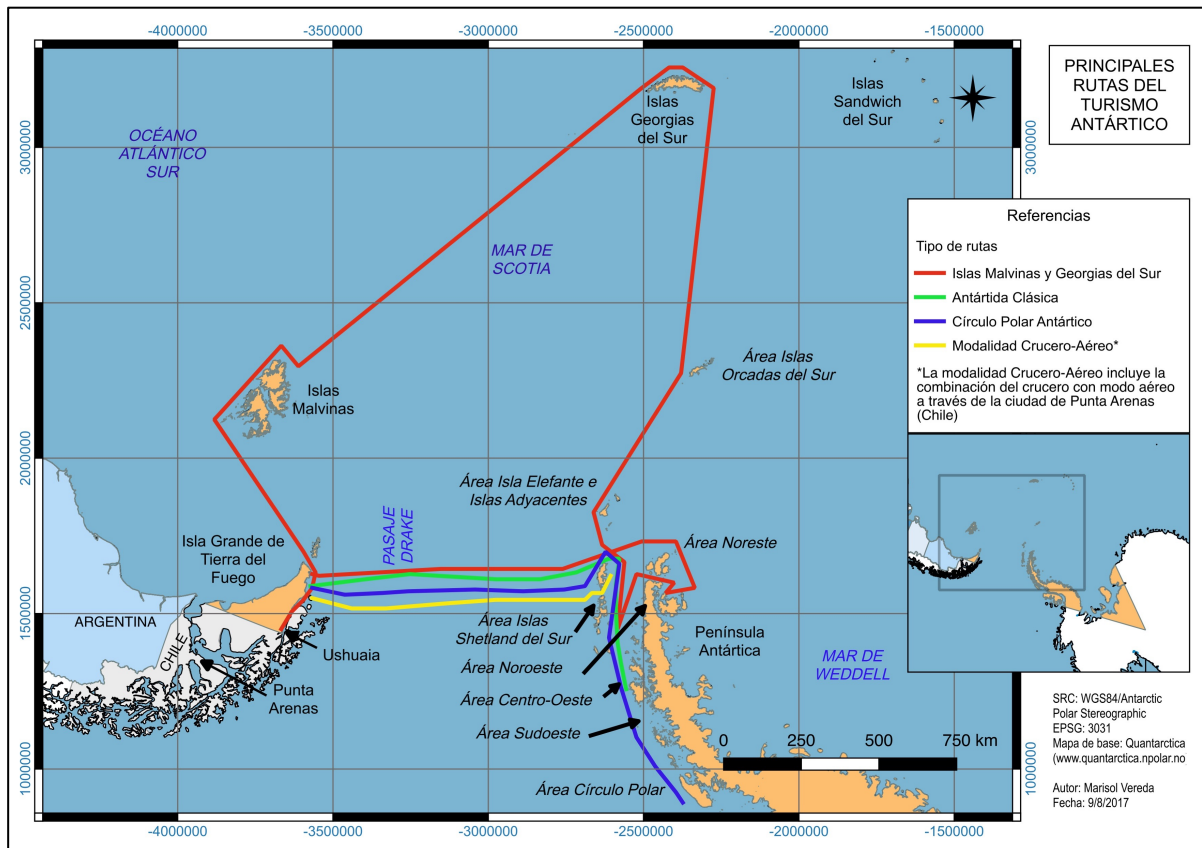 -4000000
-3500000
-3000000
-2500000
-2000000
-1500000
PRINCIPALES
RUTAS DEL
TURISMO
ANTÁRTICO
Islas
Sandwich
del Sur
Islas
Georgias
del Sur
OCÉANO
ATLÁNTICO
SUR
3000000
3000000
MAR DE
SCOTIA
Referencias
Tipo de rutas
Islas Malvinas y Georgias del Sur
Antártida Clásica
Círculo Polar Antártico
Modalidad Crucero-Aéreo*
*La modalidad Crucero-Aéreo incluye la
combinación del crucero con modo aéreo
a través de la ciudad de Punta Arenas
(Chile)
2500000
Área Islas
Orcadas del Sur
Islas
Malvinas
2000000
Área Isla Elefante e
Islas Adyacentes
PASAJE
DRAKE
Isla Grande de
Tierra del
Fuego
Área Noreste
1500000
ARGENTINA
CHILE
Ushuaia
Punta
Arenas
Área Islas
Shetland del Sur
Área Noroeste
Península
Antártica
MAR DE
WEDDELL
Área Centro-Oeste
Área Sudoeste
0 250 500 750 km
Área Círculo Polar
1000000
1000000
SRC: WGS84/Antarctic
Polar Stereographic
EPSG: 3031
Mapa de base: Quantarctica
(www.quantarctica.npolar.no
Autor: Marisol Vereda
Fecha: 9/8/2017
-4000000
-3500000
-3000000
-2500000
-2000000
-1500000